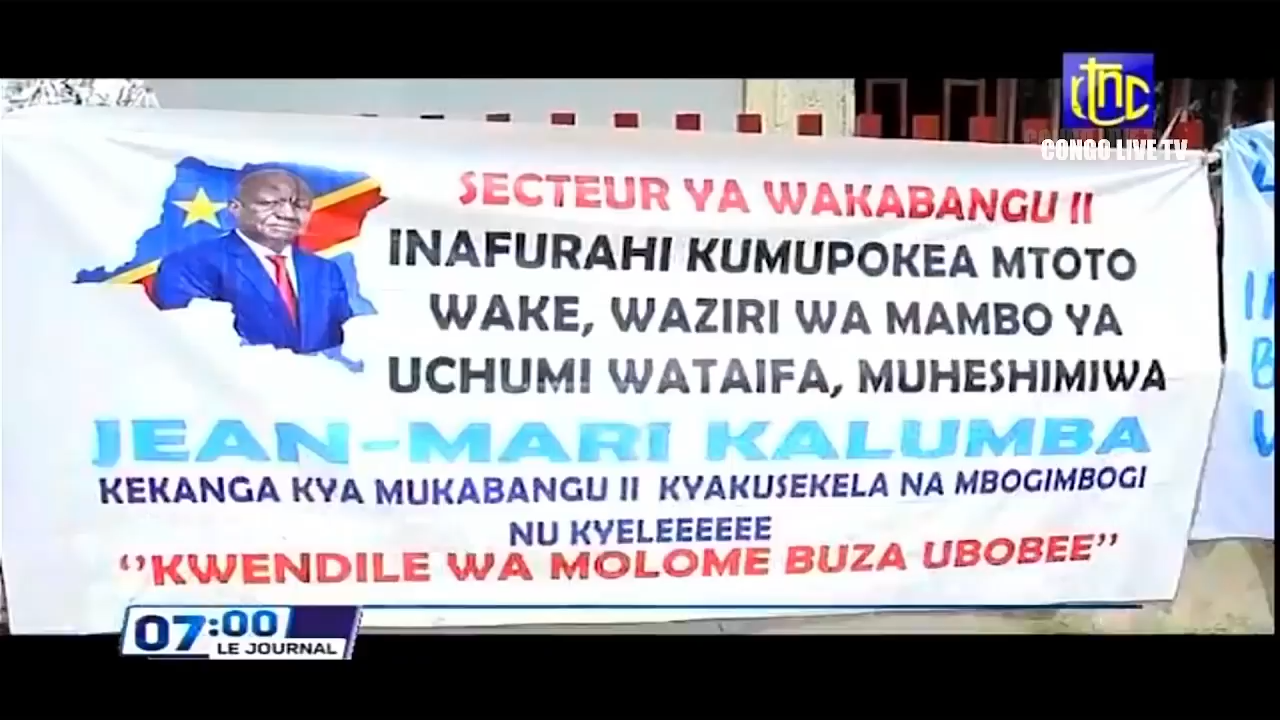 rtnc
CONGO LIVE TV
SECTEUR YA WAKABANGU II
INAFURAHI KUMUPOKEA MTOTO
WAKE, WAZIRI WA MAMBO YA
UCHUMI WATAIFA, MUHESHIMIWA
JEAN-MARI KALUMBA
KEKANGA KYA MUKABANGU II KYAKUSEKELA NA MBOGIMBOGI
NU KYELEEEEEE
‘’KWENDILE WA MOLOME BUZA UBOBEE’’
07:00
LE JOURNAL